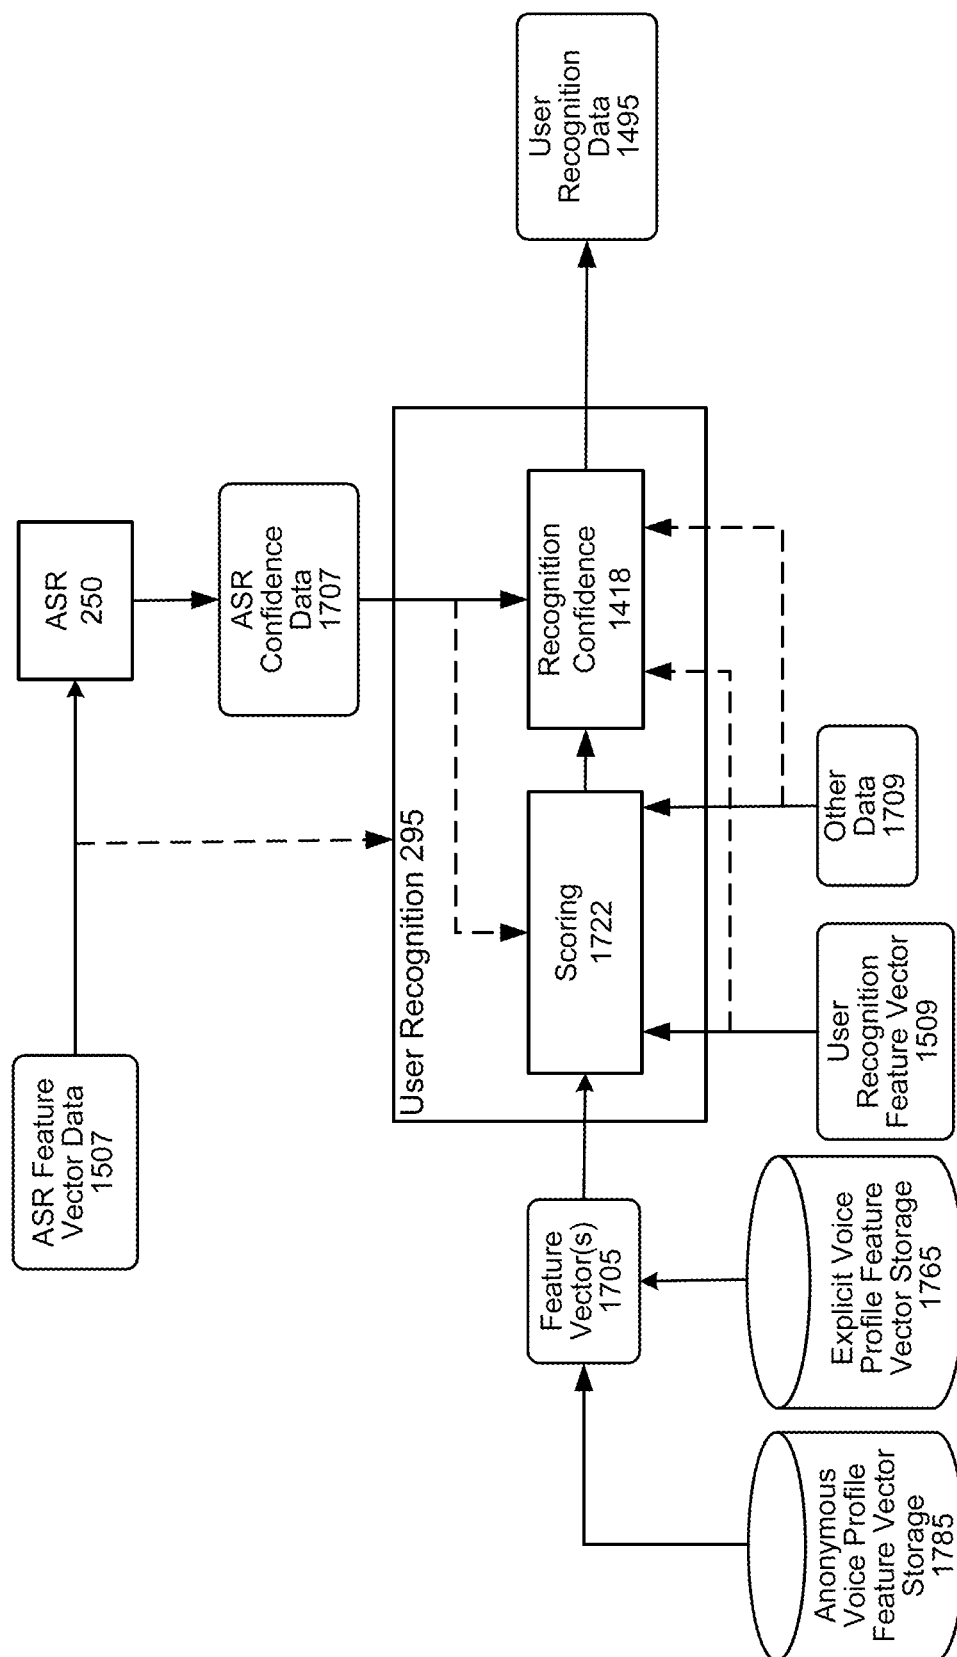 ASR Feature
Vector Data
1507
ASR
250
ASR
Confidence
Data
1707
User Recognition 295
Feature
Vector(s)
1705
Scoring
1722
Recognition
Confidence
1418
User
Recognition
Data
1495
Anonymous
Voice Profile
Feature Vector
Storage
1785
Explicit Voice
Profile Feature
Vector Storage
1765
User
Recognition
Feature Vector
1509
Other
Data
1709